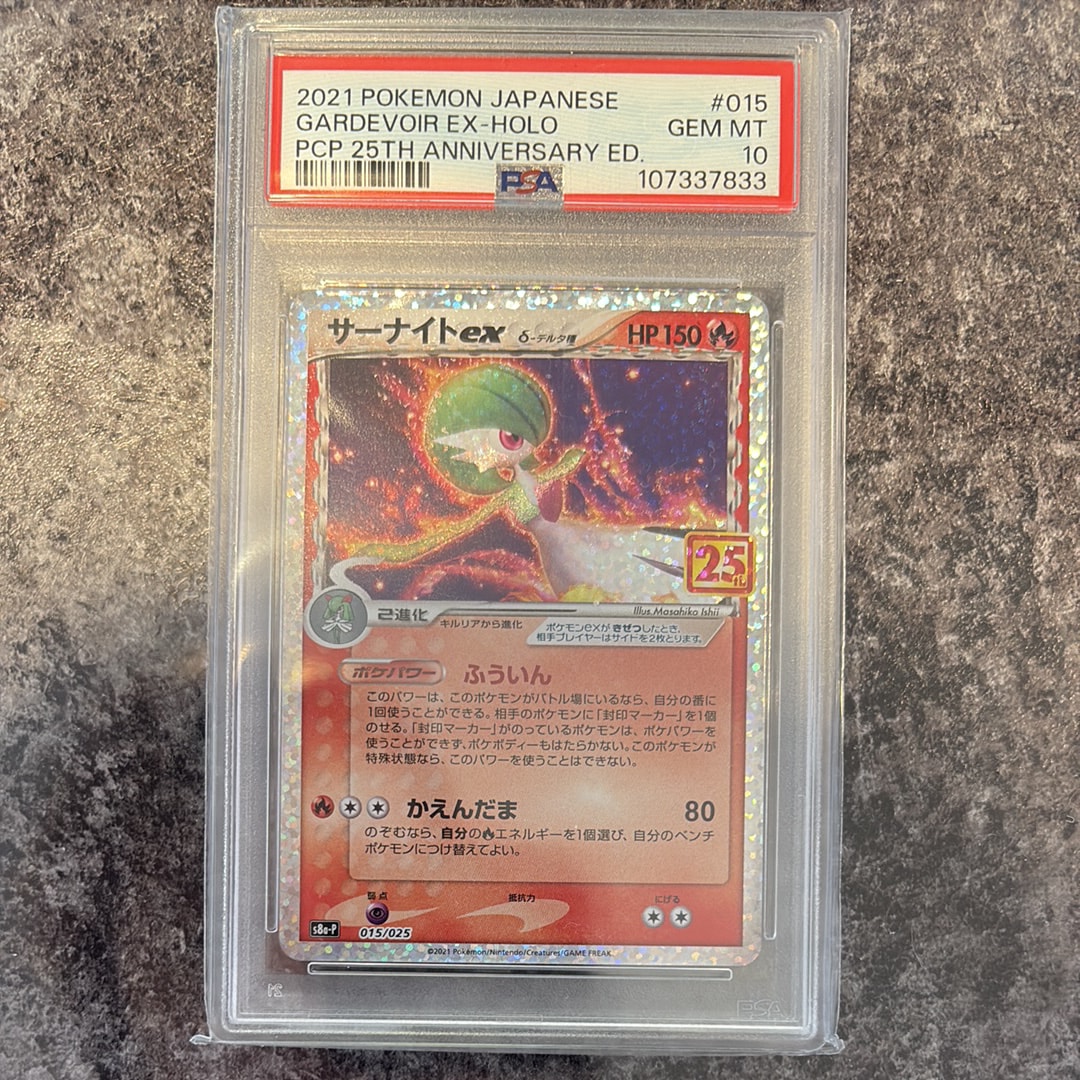 2021 POKEMON JAPANESE #015
GARDEVOIR EX-HOLO GEM MT
PCP 25TH ANNIVERSARY ED. 10
PSA 107337833
サーナイトex δ-デルタ種 HP150
25th
2進化
キルリアから進化
Illus.Masahiko Ishii
ポケモンexが きぜつしたとき、
相手プレイヤーはサイドを2枚とります。
ポケパワー ふういん
このパワーは、このポケモンがバトル場にいるなら、自分の番に
1回使うことができる。相手のポケモンに「封印マーカー」を1個
のせる。「封印マーカー」がのっているポケモンは、ポケパワーを
使うことができず、ポケボディーもはたらかない。このポケモンが
特殊状態なら、このパワーを使うことはできない。
かえんだま 80
のぞむなら、自分のエネルギーを1個選び、自分のベンチ
ポケモンにつけ替えてよい。
弱点 抵抗力 にげる
s8a-P 015/025
©2021 Pokémon/Nintendo/Creatures/GAME FREAK.
PSA